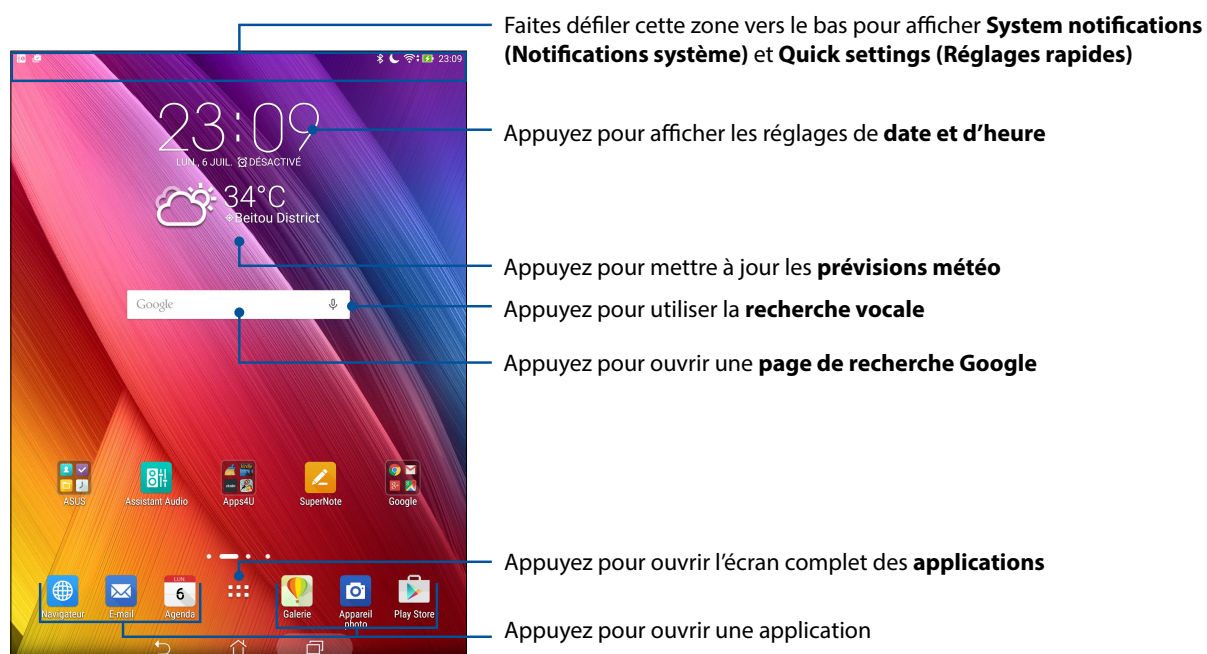 Faites défiler cette zone vers le bas pour afficher System notifications
(Notifications système) et Quick settings (Réglages rapides)
23:09
23:09
Appuyez pour afficher les réglages de date et d’heure
LUN., 6 JUIL. DÉSACTIVÉ
34°C
Beitou District
Appuyez pour mettre à jour les prévisions météo
Google
Appuyez pour utiliser la recherche vocale
Appuyez pour ouvrir une page de recherche Google
ASUS
Assistant Audio
Apps4U
SuperNote
Google
Appuyez pour ouvrir l’écran complet des applications
LUN.
6
Navigateur
E-mail
Agenda
Galerie
Appareil
photo
Play Store
Appuyez pour ouvrir une application